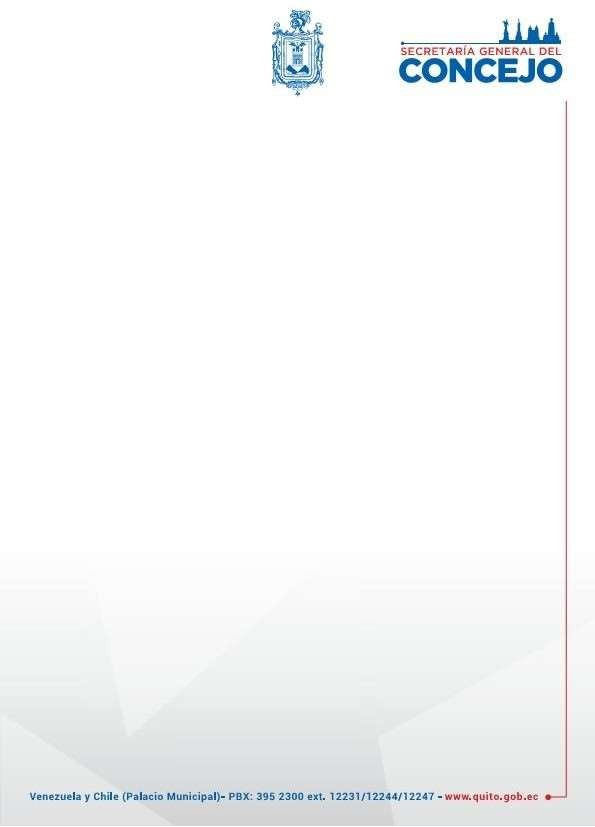 SECRETARÍA GENERAL DEL
CONCEJO
Venezuela y Chile (Palacio Municipal)- PBX: 395 2300 ext. 12231/12244/12247 - www.quito.gob.ec